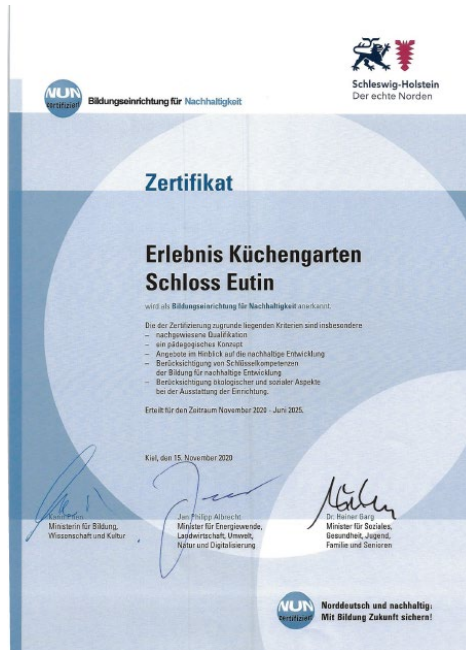 Schleswig-Holstein
Der echte Norden
NUN
zertifiziert
Bildungseinrichtung für Nachhaltigkeit
Zertifikat
Erlebnis Küchengarten
Schloss Eutin
wird als Bildungseinrichtung für Nachhaltigkeit anerkannt.
Die der Zertifizierung zugrunde liegenden Kriterien sind insbesondere
– nachgewiesene Qualifikation
– ein pädagogisches Konzept
– Angebote im Hinblick auf die nachhaltige Entwicklung
– Berücksichtigung von Schlüsselkompetenzen
der Bildung für nachhaltige Entwicklung
– Berücksichtigung ökologischer und sozialer Aspekte
bei der Ausstattung der Einrichtung.
Erteilt für den Zeitraum November 2020 - Juni 2025.
Kiel, den 15. November 2020
Karin Prien
Ministerin für Bildung,
Wissenschaft und Kultur
Jan Philipp Albrecht
Minister für Energiewende,
Landwirtschaft, Umwelt,
Natur und Digitalisierung
Dr. Heiner Garg
Minister für Soziales,
Gesundheit, Jugend,
Familie und Senioren
NUN
zertifiziert
Norddeutsch und nachhaltig:
Mit Bildung Zukunft sichern!